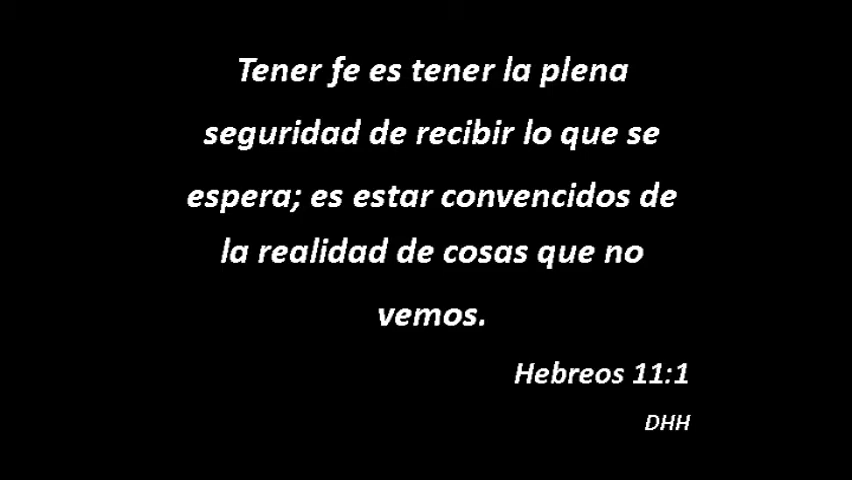 Tener fe es tener la plena
seguridad de recibir lo que se
espera; es estar convencidos de
la realidad de cosas que no
vemos.
Hebreos 11:1
DHH